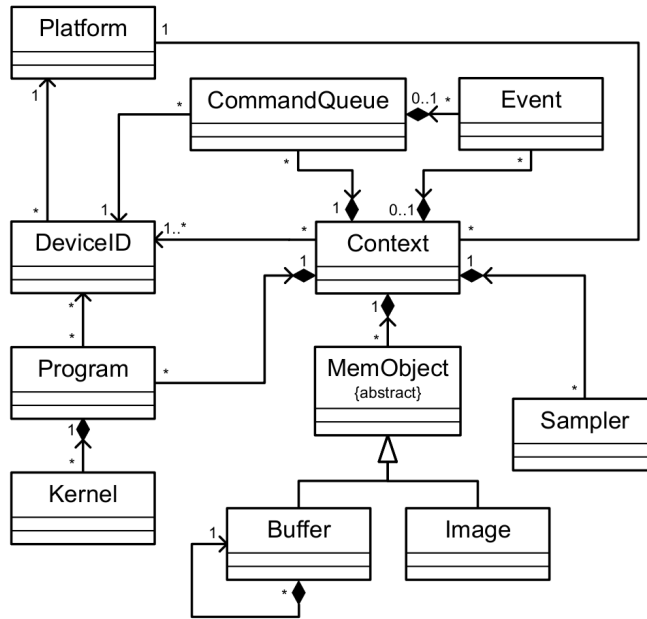 Platform
1
1
CommandQueue
0..1
*
Event
*
*
*
1
*
1
0..1
*
DeviceID
1..*
*
Context
*
*
1
1
*
1
Program
*
*
MemObject
{abstract}
*
Sampler
1
*
Kernel
Buffer
Image
1
*